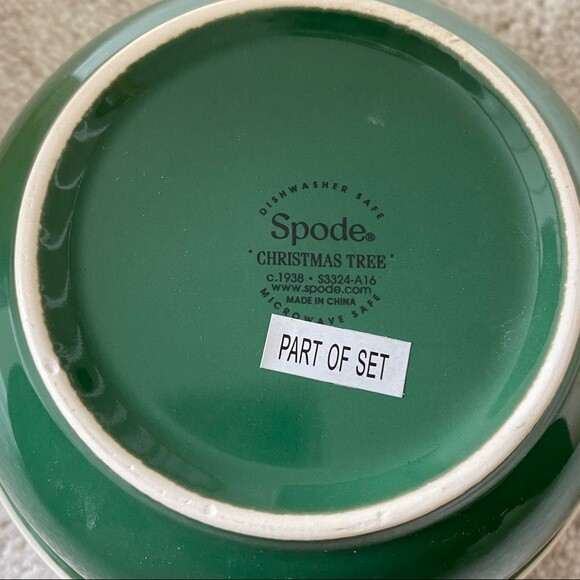 DISHWASHER SAFE
Spode®
• CHRISTMAS TREE •
c.1938 • S3324-A16
www.spode.com
MADE IN CHINA
MICROWAVE SAFE
PART OF SET